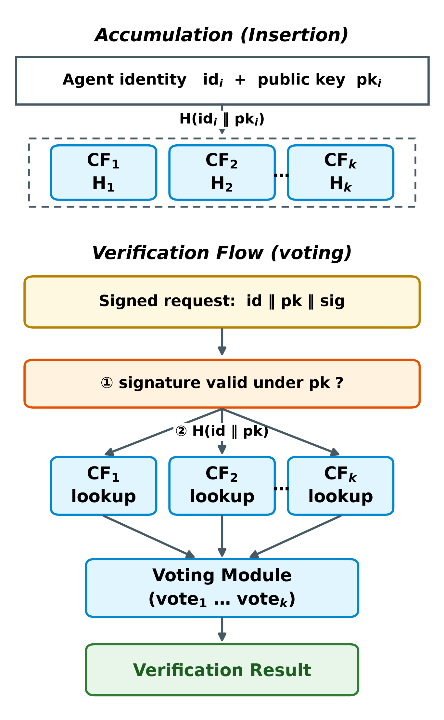 Accumulation (Insertion)
Agent identity idᵢ + public key pkᵢ
H(idᵢ ∥ pkᵢ)
CF₁ CF₂ CFₖ
H₁ H₂ ... Hₖ
Verification Flow (voting)
Signed request: id ∥ pk ∥ sig
① signature valid under pk ?
② H(id ∥ pk)
CF₁ CF₂ CFₖ
lookup lookup ... lookup
Voting Module
(vote₁ … voteₖ)
Verification Result